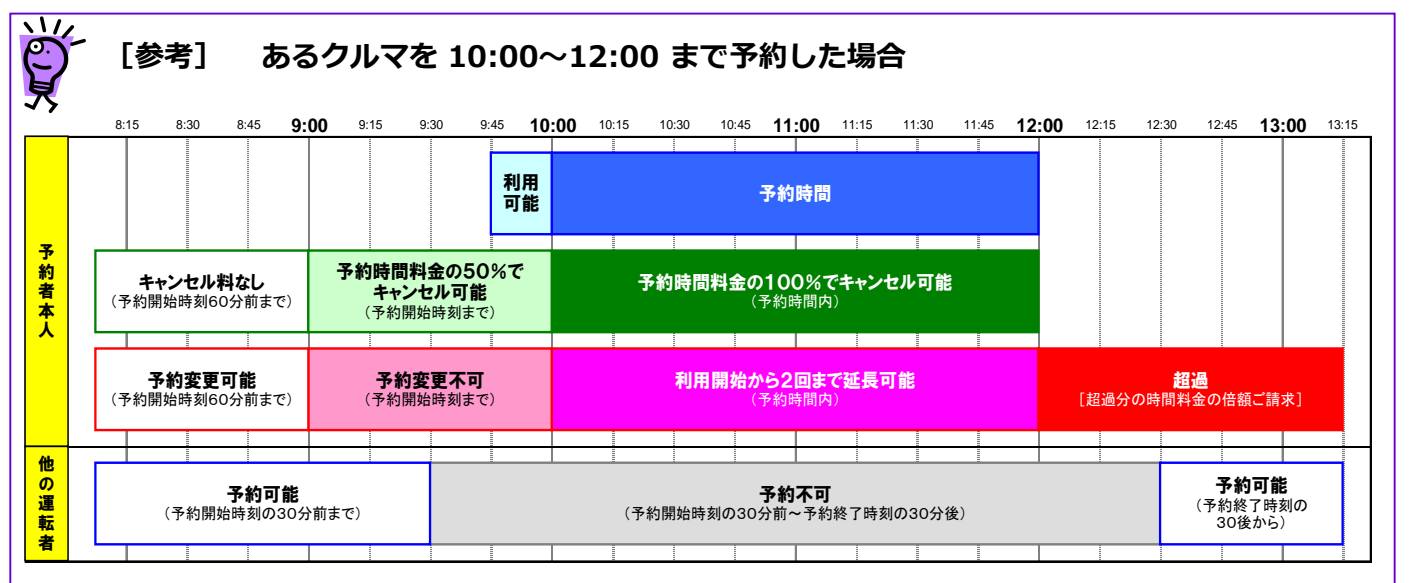 ［参考］　あるクルマを 10:00～12:00 まで予約した場合
8:15 8:30 8:45 9:00 9:15 9:30 9:45 10:00 10:15 10:30 10:45 11:00 11:15 11:30 11:45 12:00 12:15 12:30 12:45 13:00 13:15
予約者本人
利用
可能
予約時間
キャンセル料なし
（予約開始時刻60分前まで）
予約時間料金の50%で
キャンセル可能
（予約開始時刻まで）
予約時間料金の100%でキャンセル可能
（予約時間内）
予約変更可能
（予約開始時刻60分前まで）
予約変更不可
（予約開始時刻まで）
利用開始から2回まで延長可能
（予約時間内）
超過
［超過分の時間料金の倍額ご請求］
他の運転者
予約可能
（予約開始時刻の30分前まで）
予約不可
（予約開始時刻の30分前～予約終了時刻の30分後）
予約可能
（予約終了時刻の
30後から）